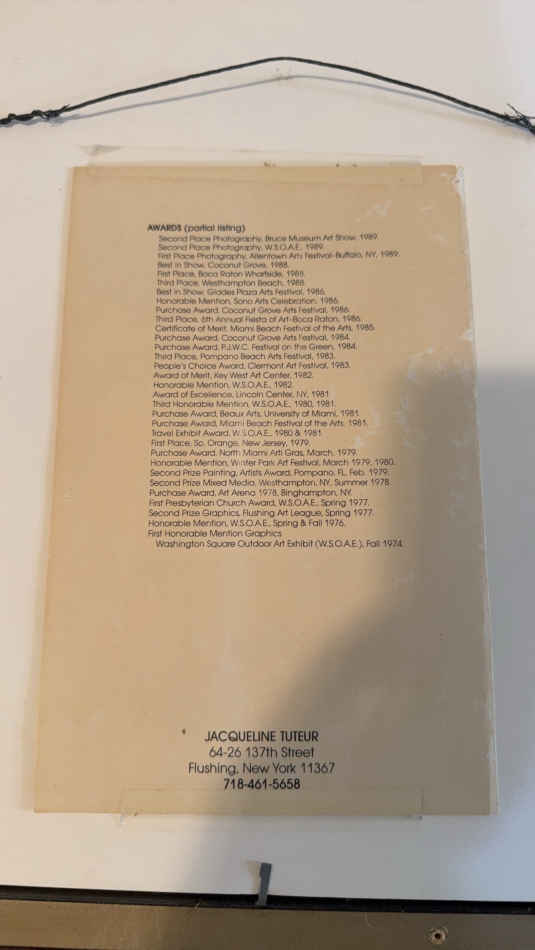 AWARDS (partial listing)
Second Place Photography, Bruce Museum Art Show, 1989.
Second Place Photography, W.S.O.A.E., 1989.
First Place Photography, Allentown Arts Festival-Buffalo, NY, 1989.
Best in Show, Coconut Grove, 1988.
First Place, Boca Raton Wharfside, 1988.
Third Place, Westhampton Beach, 1988.
Best in Show, Glades Plaza Arts Festival, 1986.
Honorable Mention, Sono Arts Celebration, 1986.
Purchase Award, Coconut Grove Arts Festival, 1986.
Third Place, 6th Annual Fiesta of Art-Boca Raton, 1986.
Certificate of Merit, Miami Beach Festival of the Arts, 1985.
Purchase Award, Coconut Grove Arts Festival, 1984.
Purchase Award, P.J.W.C. Festival on the Green, 1984.
Third Place, Pompano Beach Arts Festival, 1983.
People's Choice Award, Clermont Art Festival, 1983.
Award of Merit, Key West Art Center, 1982.
Honorable Mention, W.S.O.A.E., 1982.
Award of Excellence, Lincoln Center, NY, 1981
Third Honorable Mention, W.S.O.A.E., 1980, 1981.
Purchase Award, Beaux Arts, University of Miami, 1981.
Purchase Award, Miami Beach Festival of the Arts, 1981.
Travel Exhibit Award, W.S.O.A.E., 1980 & 1981.
First Place, So. Orange, New Jersey, 1979.
Purchase Award, North Miami Arti Gras, March, 1979.
Honorable Mention, Winter Park Art Festival, March 1979, 1980.
Second Prize Painting, Artists Award, Pompano, FL, Feb. 1979.
Second Prize Mixed Media, Westhampton, NY, Summer 1978.
Purchase Award, Art Arena 1978, Binghampton, NY.
First Presbyterian Church Award, W.S.O.A.E., Spring 1977.
Second Prize Graphics, Flushing Art League, Spring 1977.
Honorable Mention, W.S.O.A.E., Spring & Fall 1976.
First Honorable Mention Graphics
Washington Square Outdoor Art Exhibit (W.S.O.A.E.), Fall 1974.
JACQUELINE TUTEUR
64-26 137th Street
Flushing, New York 11367
718-461-5658